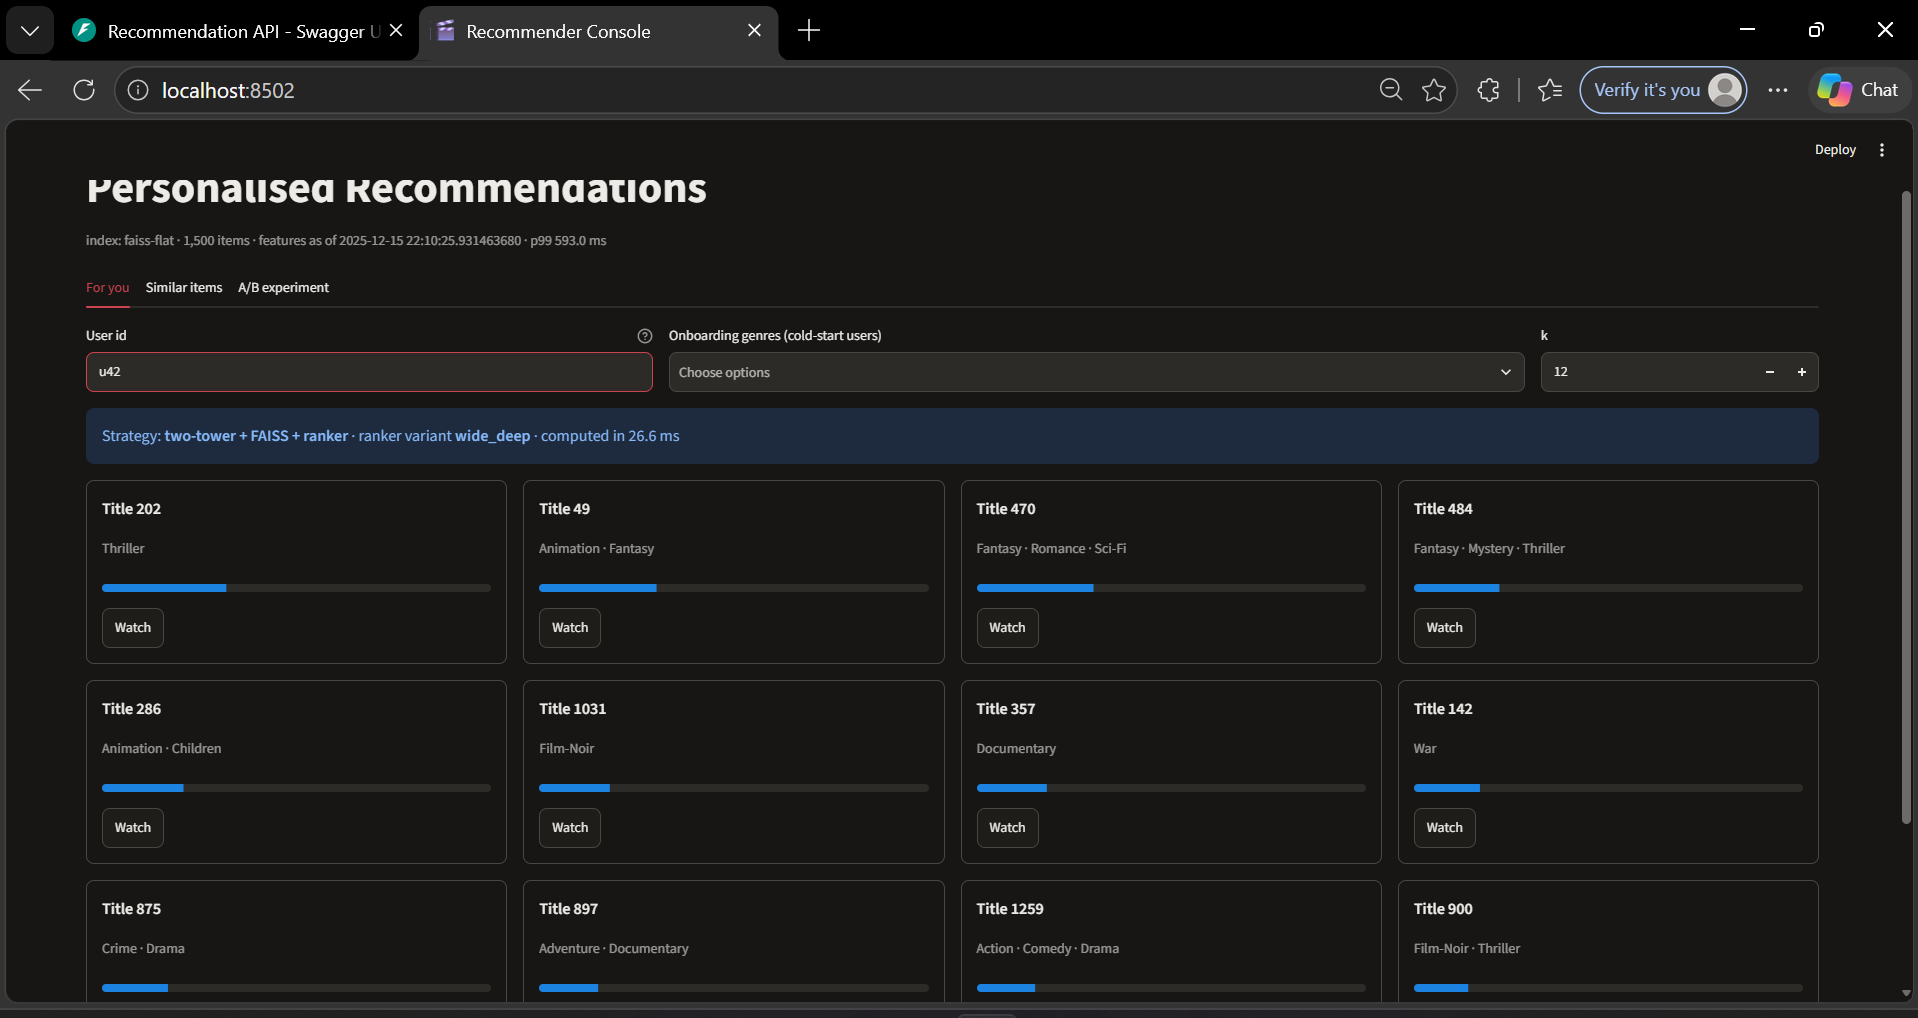 Recommendation API - Swagger U
Recommender Console
localhost:8502
Verify it's you
Chat
Deploy
Personalised Recommendations
index: faiss-flat · 1,500 items · features as of 2025-12-15 22:10:25.931463680 · p99 593.0 ms
For you Similar items A/B experiment
User id Onboarding genres (cold-start users) k
u42 Choose options 12
Strategy: two-tower + FAISS + ranker · ranker variant wide_deep · computed in 26.6 ms
Title 202 Title 49 Title 470 Title 484
Thriller Animation · Fantasy Fantasy · Romance · Sci-Fi Fantasy · Mystery · Thriller
Watch Watch Watch Watch
Title 286 Title 1031 Title 357 Title 142
Animation · Children Film-Noir Documentary War
Watch Watch Watch Watch
Title 875 Title 897 Title 1259 Title 900
Crime · Drama Adventure · Documentary Action · Comedy · Drama Film-Noir · Thriller